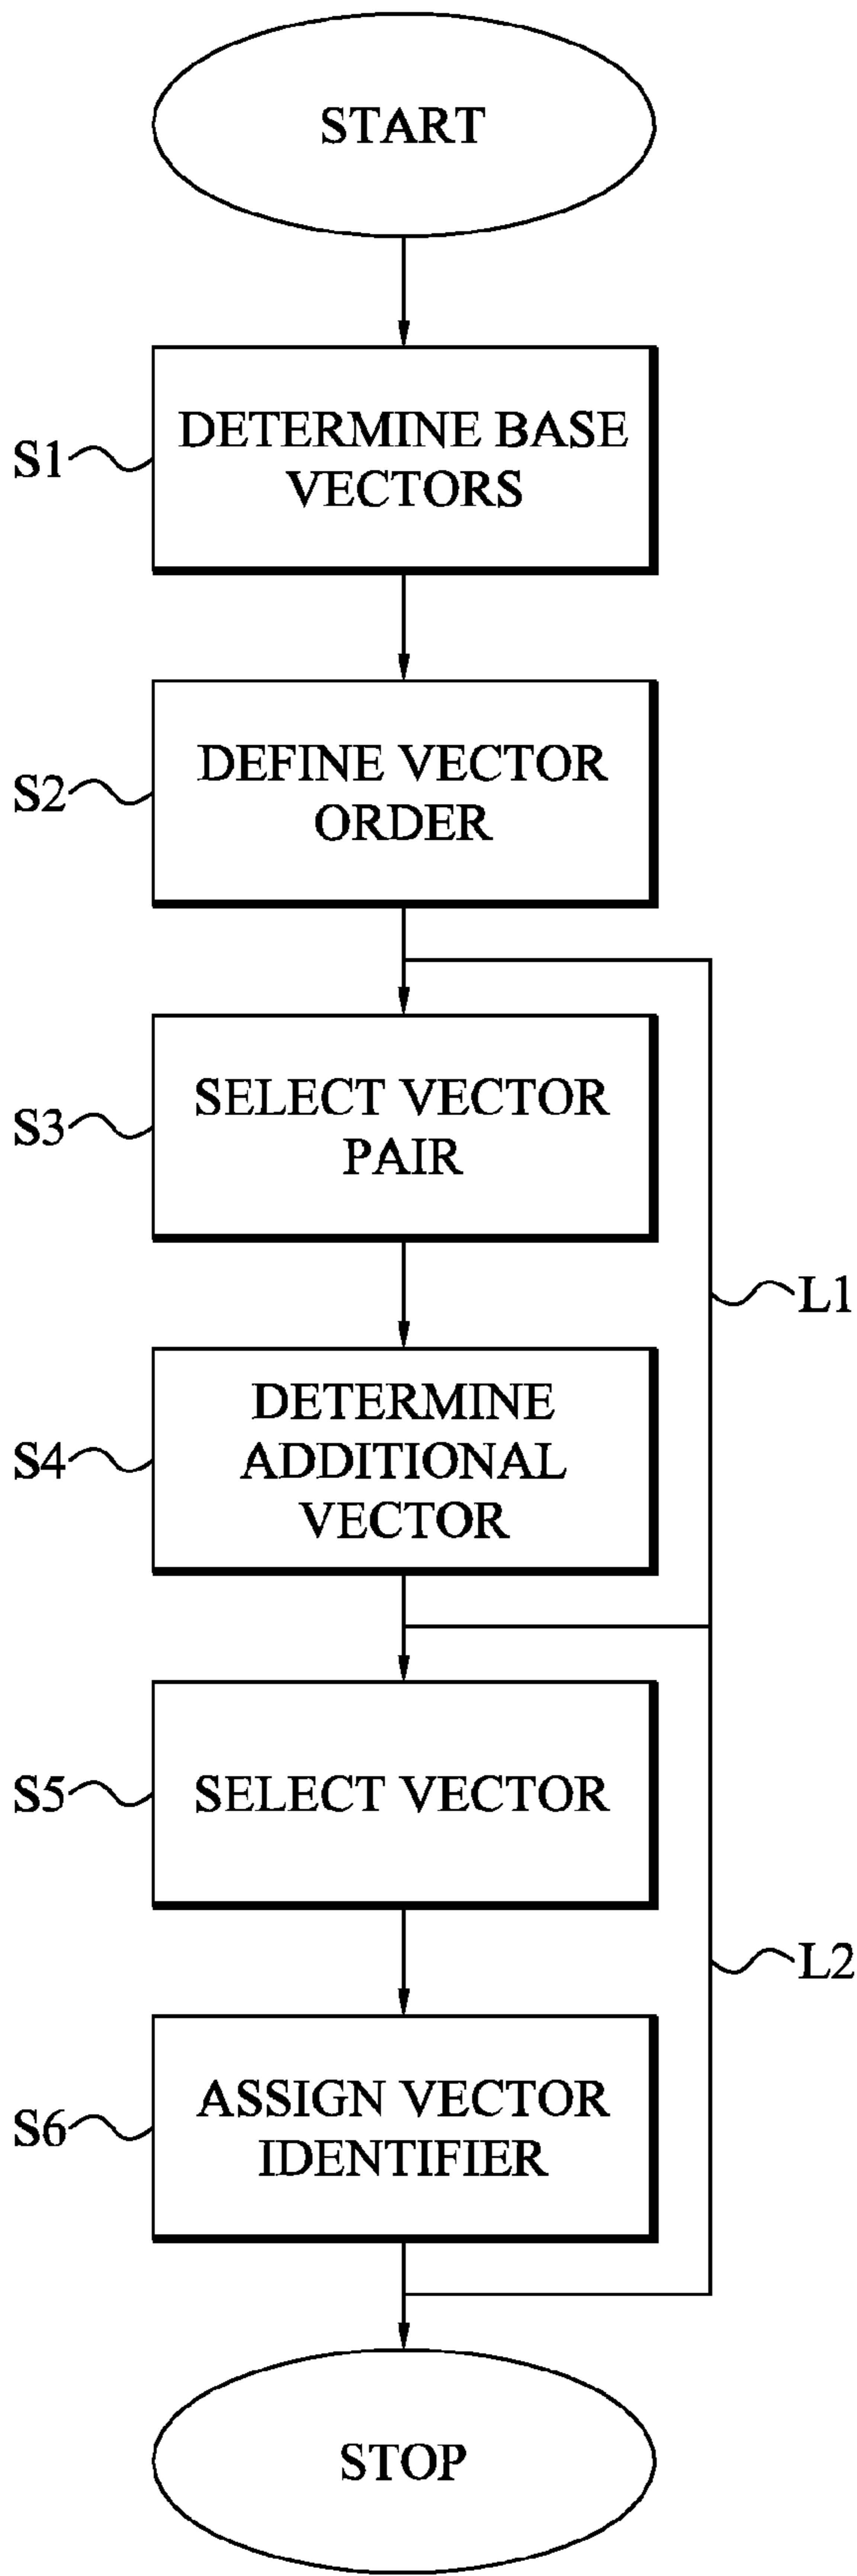 START
S1
DETERMINE BASE
VECTORS
S2
DEFINE VECTOR
ORDER
S3
SELECT VECTOR
PAIR
L1
S4
DETERMINE
ADDITIONAL
VECTOR
S5
SELECT VECTOR
L2
S6
ASSIGN VECTOR
IDENTIFIER
STOP